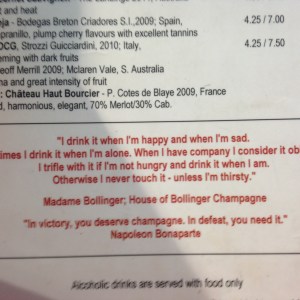 t and heat
ja - Bodegas Bretón Criadores S.l.,2009; Spain, 4.25 / 7.00
pranillo, plump cherry flavours with excellent tannins
OCG, Strozzi Guicciardini, 2010; Italy, 4.25 / 7.50
eming with dark fruits
eoff Merrill 2009; Mclaren Vale, S. Australia
na and great intensity of fruit
: Château Haut Bourcier - P. Cotes de Blaye 2009, France
d, harmonious, elegant, 70% Merlot/30% Cab.
"I drink it when I'm happy and when I'm sad.
times I drink it when I'm alone. When I have company I consider it ob
I trifle with it if I'm not hungry and drink it when I am.
Otherwise I never touch it - unless I'm thirsty."
Madame Bollinger; House of Bollinger Champagne
"In victory, you deserve champagne. In defeat, you need it."
Napoleon Bonaparte
Alcoholic drinks are served with food only